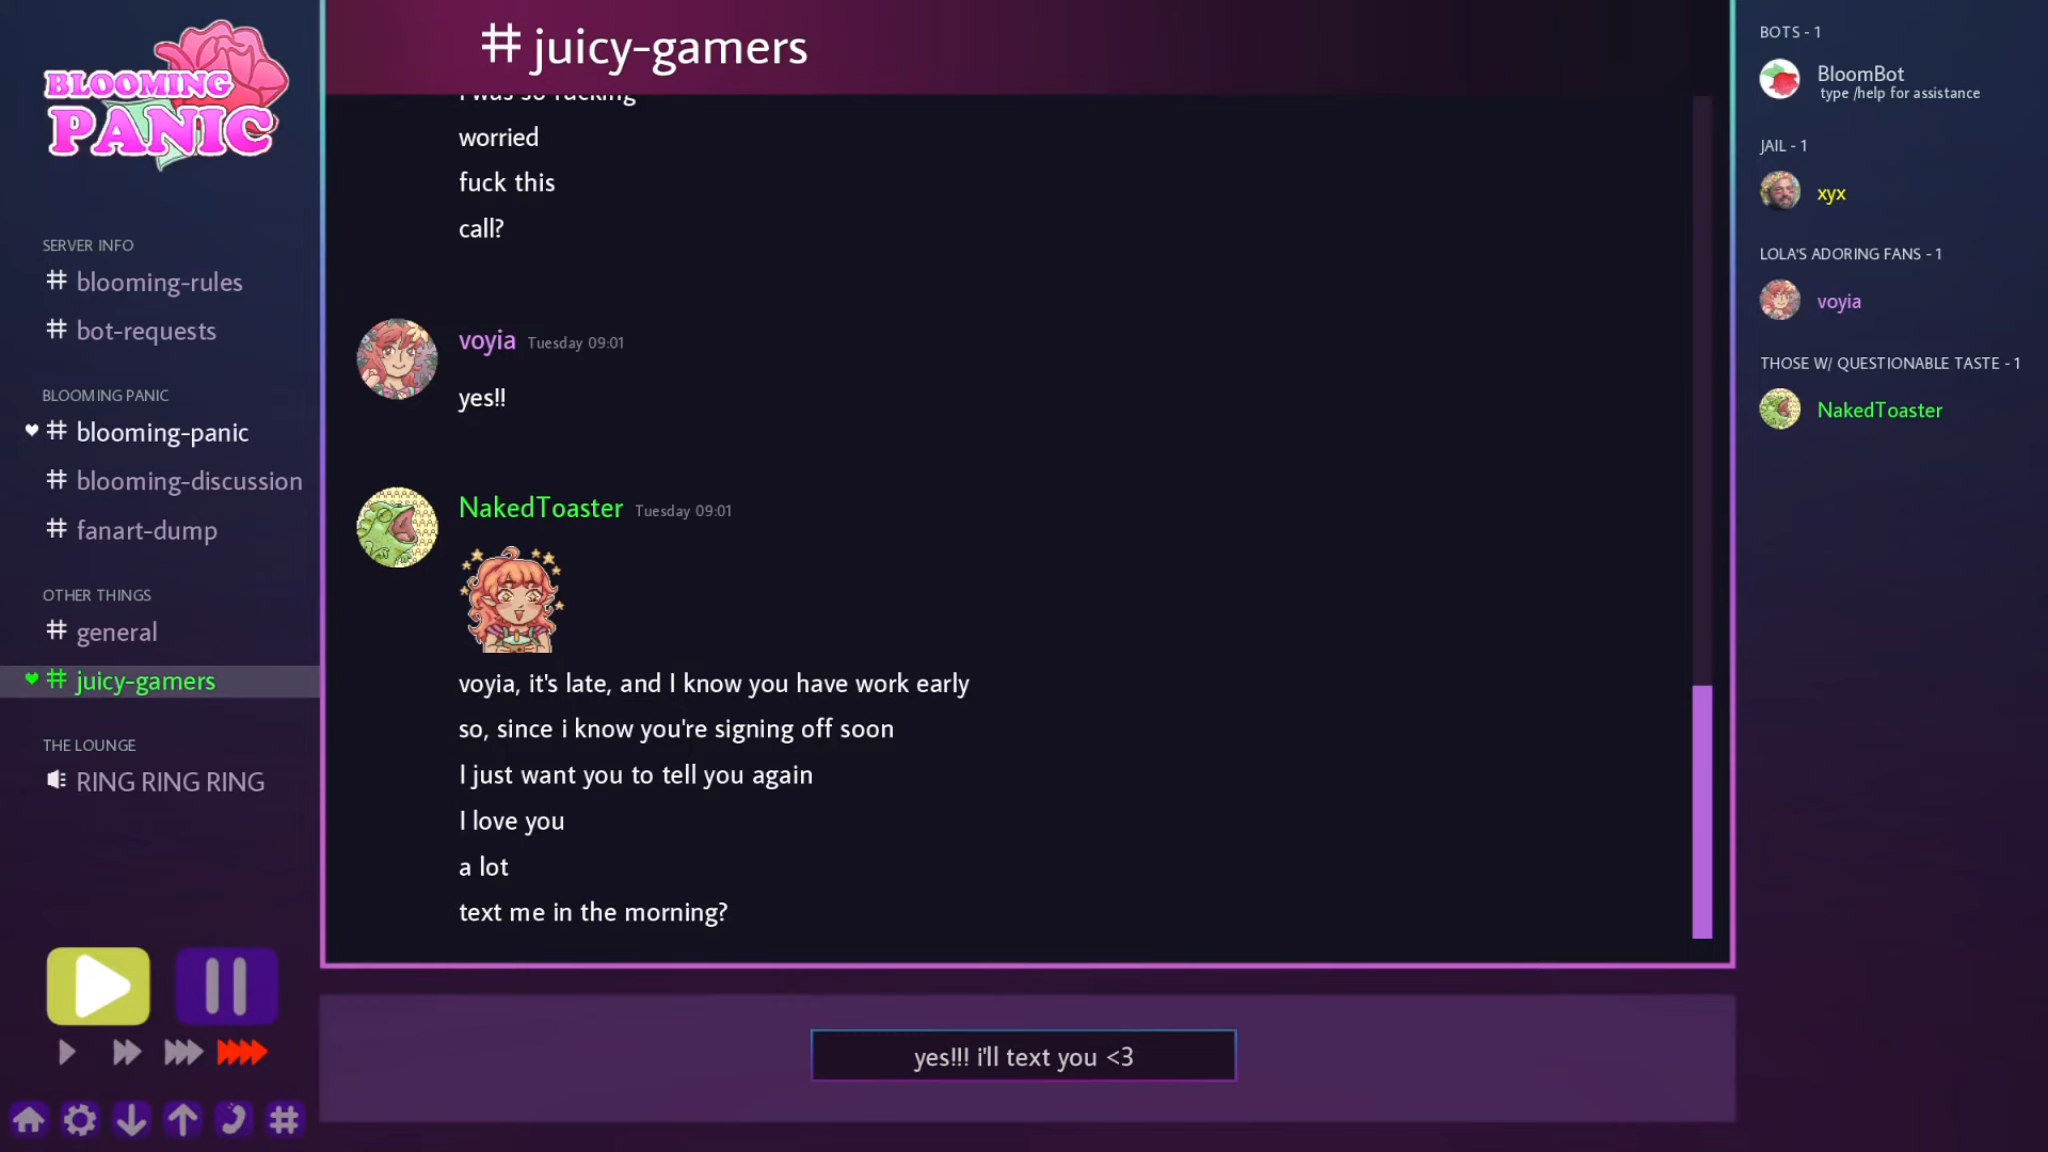 BLOOMING
PANIC
SERVER INFO
# blooming-rules
# bot-requests
BLOOMING PANIC
# blooming-panic
# blooming-discussion
# fanart-dump
OTHER THINGS
# general
# juicy-gamers
THE LOUNGE
RING RING RING
# juicy-gamers
I was so fucking
worried
fuck this
call?
voyia Tuesday 09:01
yes!!
NakedToaster Tuesday 09:01
voyia, it's late, and I know you have work early
so, since i know you're signing off soon
I just want you to tell you again
I love you
a lot
text me in the morning?
yes!!! i'll text you <3
BOTS - 1
BloomBot
type /help for assistance
JAIL - 1
xyx
LOLA'S ADORING FANS - 1
voyia
THOSE W/ QUESTIONABLE TASTE - 1
NakedToaster